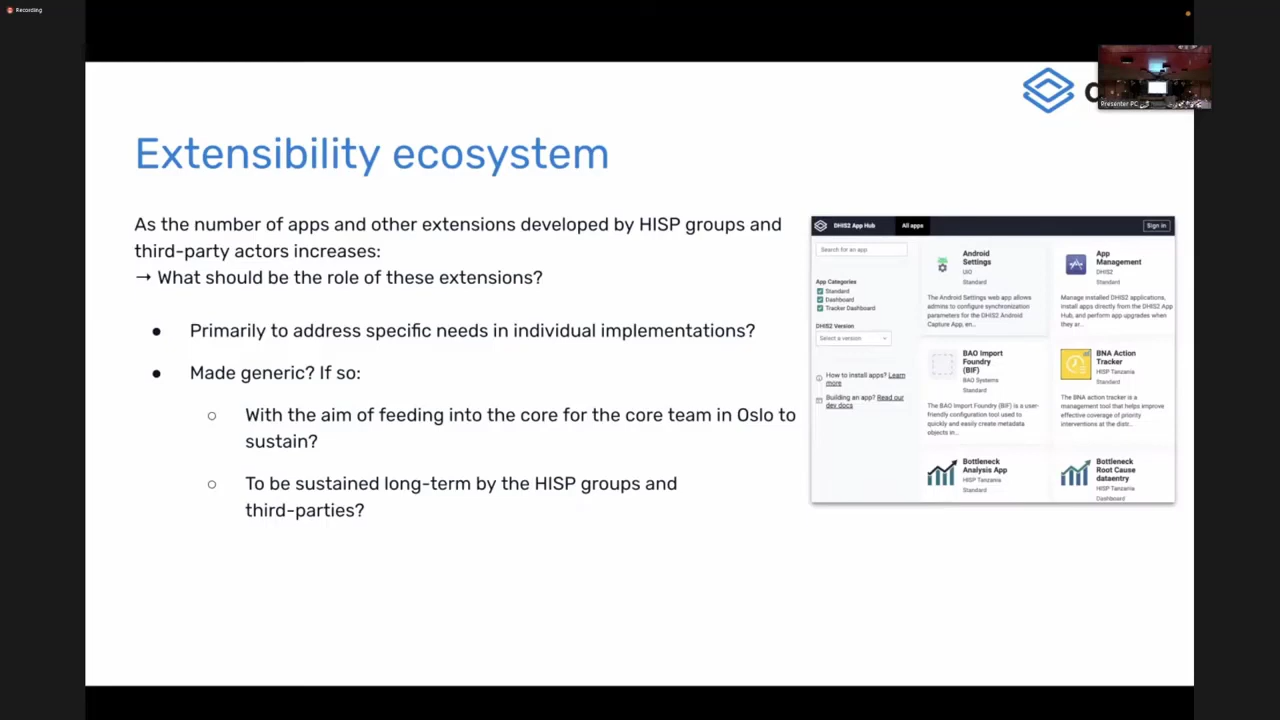 Recording
Presenter PC
Extensibility ecosystem
As the number of apps and other extensions developed by HISP groups and
third-party actors increases:
→ What should be the role of these extensions?
● Primarily to address specific needs in individual implementations?
● Made generic? If so:
○ With the aim of feeding into the core for the core team in Oslo to
sustain?
○ To be sustained long-term by the HISP groups and
third-parties?
DHIS2 App Hub
All apps
Sign in
Search for an app
App Categories
Standard
Dashboard
Tracker Dashboard
DHIS2 Version
Select a version
How to install apps? Learn
more
Building an app? Read our
dev docs
Android
Settings
UiO
Standard
The Android Settings web app allows
admins to configure synchronization
parameters for the DHIS2 Android
Capture App, en...
App
Management
DHIS2
Standard
Manage installed DHIS2 applications,
install apps directly from the DHIS2 App
Hub, and perform app upgrades when
they ar...
BAO Import
Foundry
(BIF)
BAO Systems
Standard
The BAO Import Foundry (BIF) is a user-
friendly configuration tool used to
quickly and easily create metadata
objects in...
BNA Action
Tracker
HISP Tanzania
Standard
The BNA action tracker is a
management tool that helps improve
effective coverage of priority
interventions at the distr...
Bottleneck
Analysis App
HISP Tanzania
Standard
Bottleneck
Root Cause
dataentry
HISP Tanzania
Dashboard